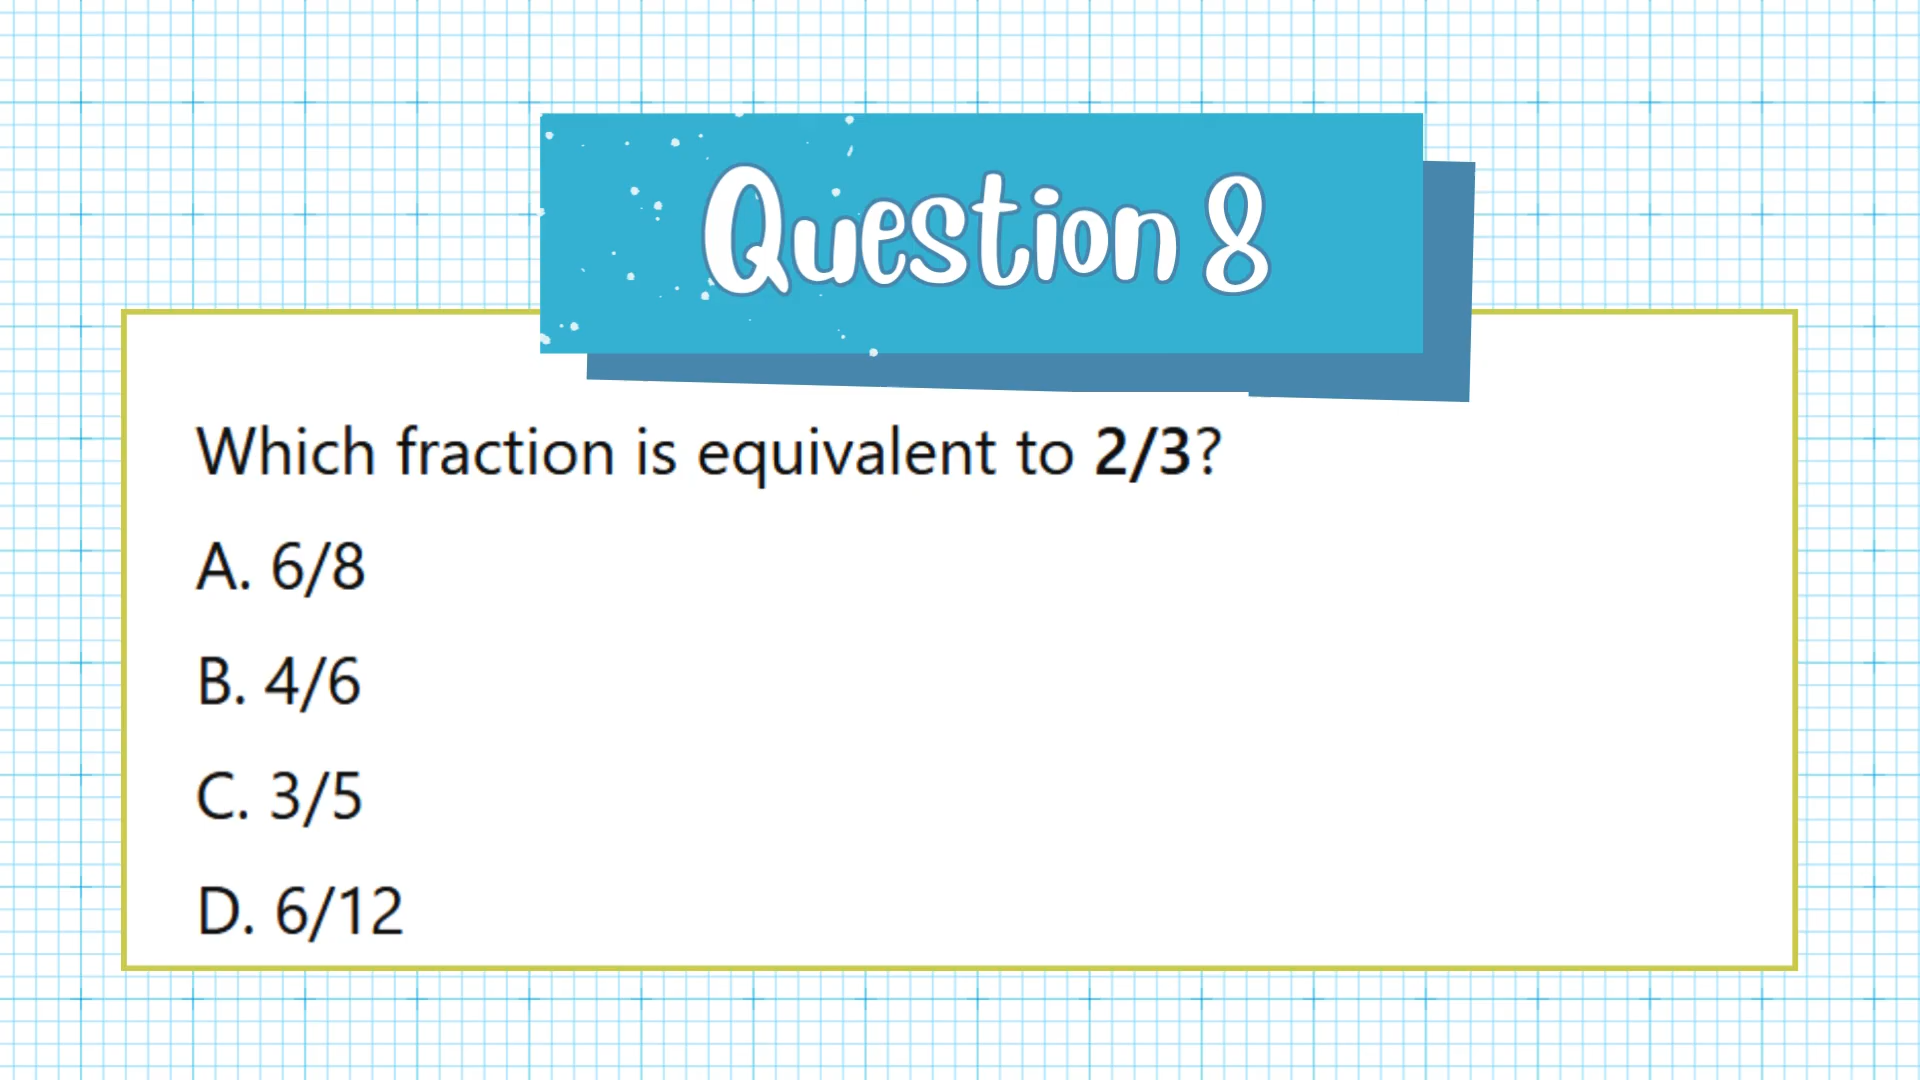 Question 8
Which fraction is equivalent to 2/3?
A. 6/8
B. 4/6
C. 3/5
D. 6/12